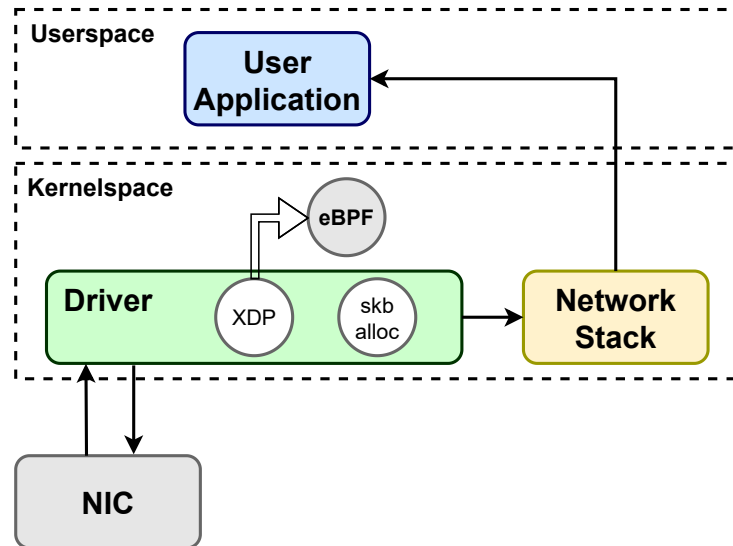 Userspace
User
Application
Kernelspace
eBPF
Driver
XDP
skb
alloc
Network
Stack
NIC